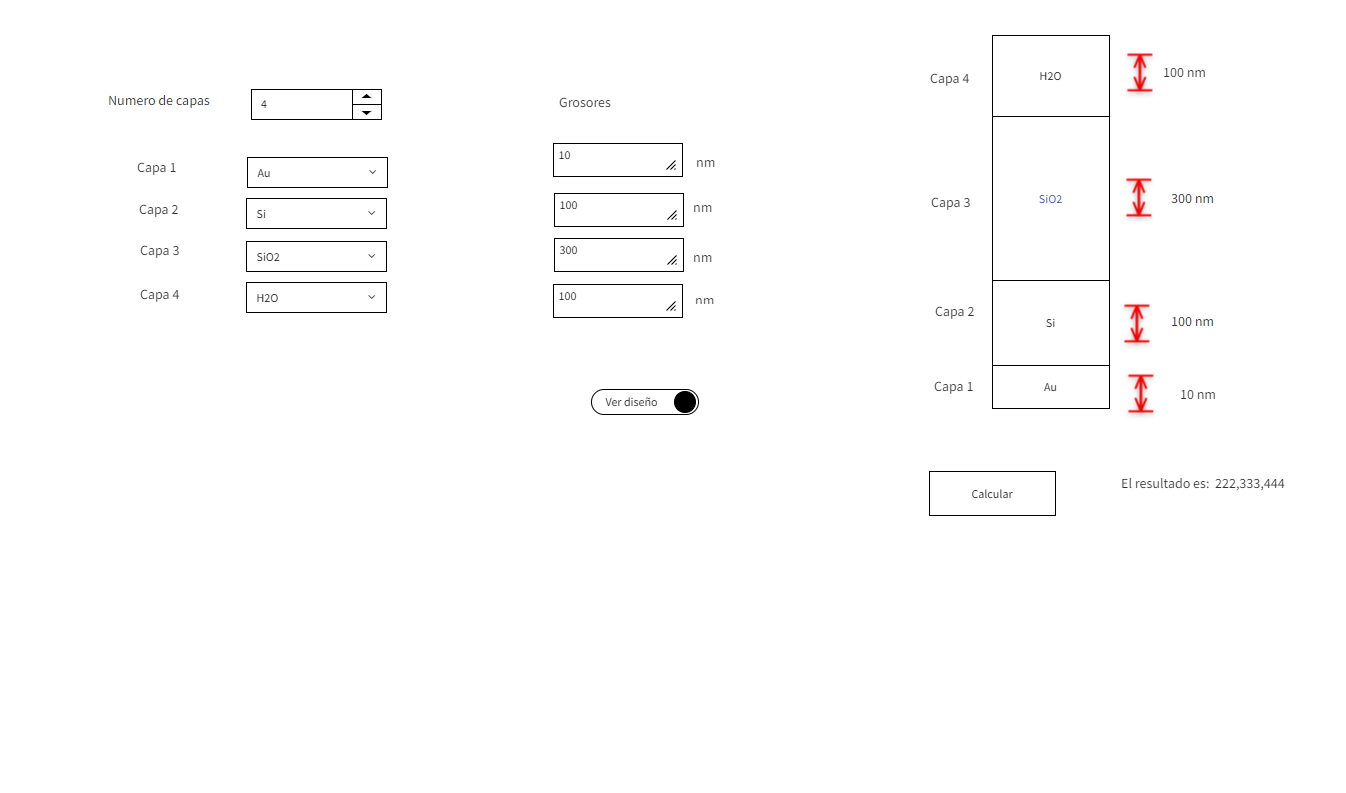 Numero de capas
4
Capa 1
Au
Capa 2
Si
Capa 3
SiO2
Capa 4
H2O
Grosores
10
nm
100
nm
300
nm
100
nm
Ver diseño
Capa 4
H2O
100 nm
Capa 3
SiO2
300 nm
Capa 2
Si
100 nm
Capa 1
Au
10 nm
Calcular
El resultado es: 222,333,444